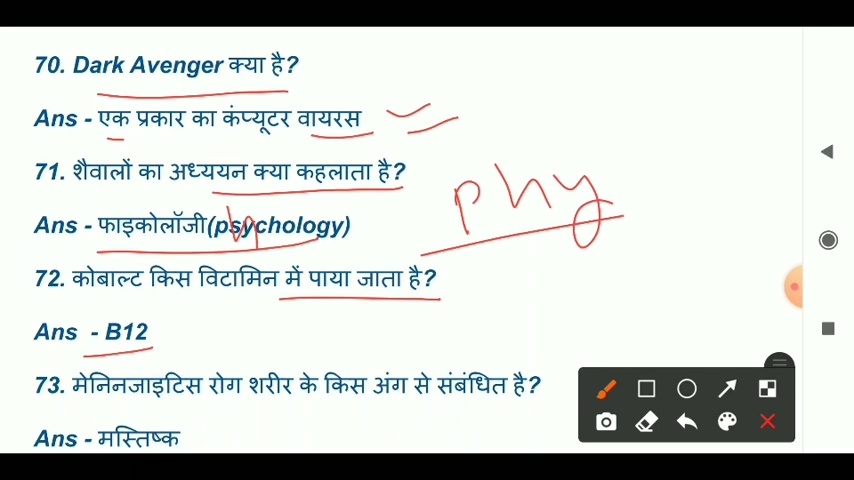 70. Dark Avenger क्या है?
Ans - एक प्रकार का कंप्यूटर वायरस
71. शैवालों का अध्ययन क्या कहलाता है?
phy
Ans - फाइकोलॉजी(psychology)
h
72. कोबाल्ट किस विटामिन में पाया जाता है?
Ans - B12
73. मेनिनजाइटिस रोग शरीर के किस अंग से संबंधित है?
Ans - मस्तिष्क